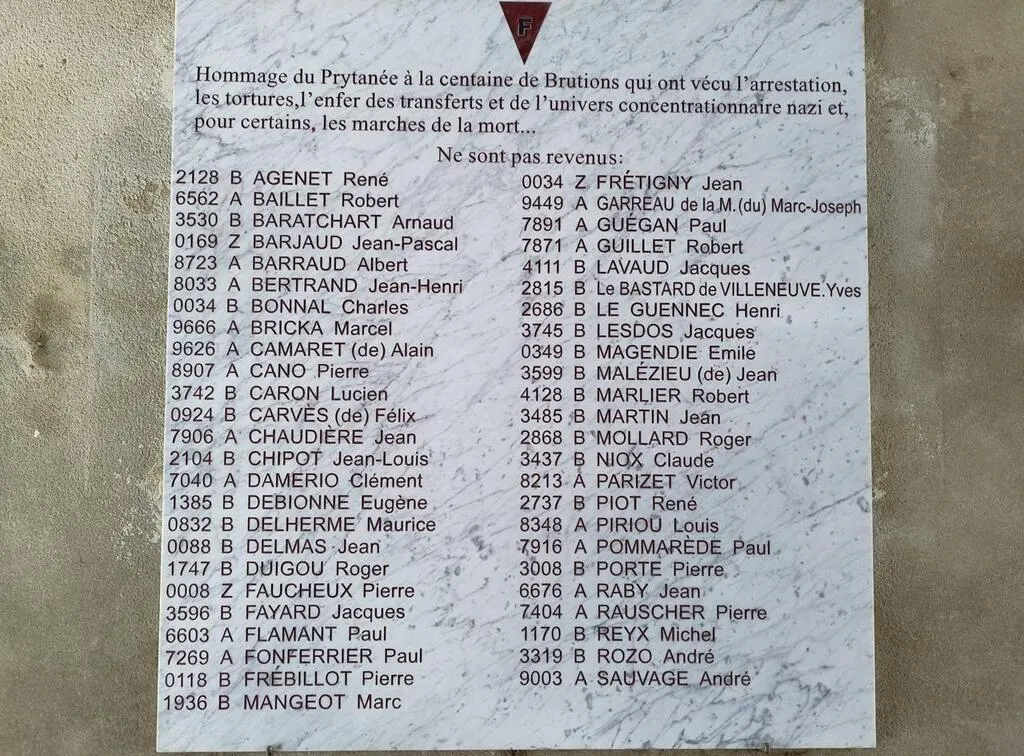 F
Hommage du Prytanée à la centaine de Brutions qui ont vécu l'arrestation,
les tortures,l'enfer des transferts et de l'univers concentrationnaire nazi et,
pour certains, les marches de la mort...
Ne sont pas revenus:
2128 B AGENET René
6562 A BAILLET Robert
3530 B BARATCHART Arnaud
0169 Z BARJAUD Jean-Pascal
8723 A BARRAUD Albert
8033 A BERTRAND Jean-Henri
0034 B BONNAL Charles
9666 A BRICKA Marcel
9626 A CAMARET (de) Alain
8907 A CANO Pierre
3742 B CARON Lucien
0924 B CARVÈS (de) Félix
7906 A CHAUDIÈRE Jean
2104 B CHIPOT Jean-Louis
7040 A DAMERIO Clément
1385 B DEBIONNE Eugène
0832 B DELHERME Maurice
0088 B DELMAS Jean
1747 B DUIGOU Roger
0008 Z FAUCHEUX Pierre
3596 B FAYARD Jacques
6603 A FLAMANT Paul
7269 A FONFERRIER Paul
0118 B FRÉBILLOT Pierre
1936 B MANGEOT Marc
0034 Z FRÉTIGNY Jean
9449 A GARREAU de la M.(du) Marc-Joseph
7891 A GUÉGAN Paul
7871 A GUILLET Robert
4111 B LAVAUD Jacques
2815 B Le BASTARD de VILLENEUVE.Yves
2686 B LE GUENNEC Henri
3745 B LESDOS Jacques
0349 B MAGENDIE Emile
3599 B MALÉZIEU (de) Jean
4128 B MARLIER Robert
3485 B MARTIN Jean
2868 B MOLLARD Roger
3437 B NIOX Claude
8213 A PARIZET Victor
2737 B PIOT René
8348 A PIRIOU Louis
7916 A POMMARÈDE Paul
3008 B PORTE Pierre
6676 A RABY Jean
7404 A RAUSCHER Pierre
1170 B REYX Michel
3319 B ROZO André
9003 A SAUVAGE André